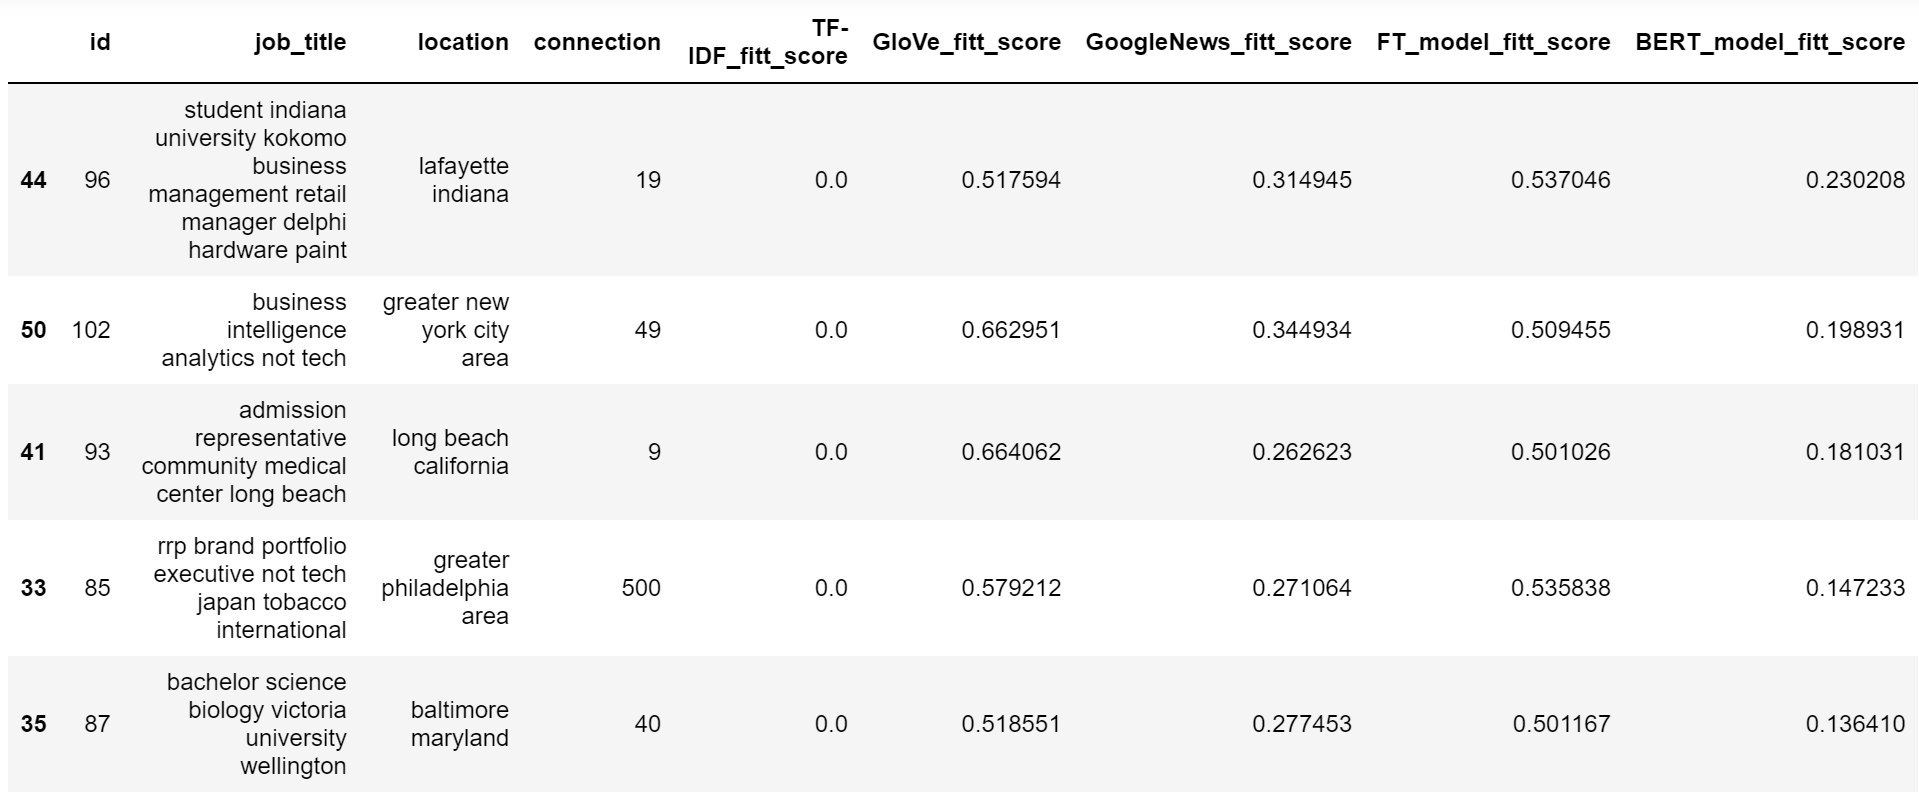 id job_title location connection TF-IDF_fitt_score GloVe_fitt_score GoogleNews_fitt_score FT_model_fitt_score BERT_model_fitt_score
44 96 student indiana university kokomo business management retail manager delphi hardware paint lafayette indiana 19 0.0 0.517594 0.314945 0.537046 0.230208
50 102 business intelligence analytics not tech greater new york city area 49 0.0 0.662951 0.344934 0.509455 0.198931
41 93 admission representative community medical center long beach long beach california 9 0.0 0.664062 0.262623 0.501026 0.181031
33 85 rrp brand portfolio executive not tech japan tobacco international greater philadelphia area 500 0.0 0.579212 0.271064 0.535838 0.147233
35 87 bachelor science biology victoria university wellington baltimore maryland 40 0.0 0.518551 0.277453 0.501167 0.136410